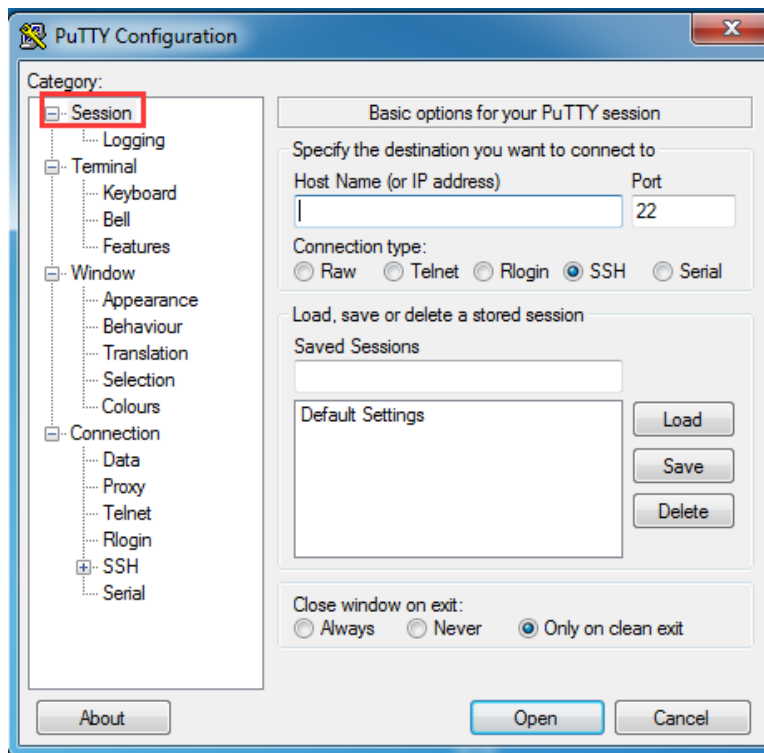 PuTTY Configuration
Category:
Session
Logging
Terminal
Keyboard
Bell
Features
Window
Appearance
Behaviour
Translation
Selection
Colours
Connection
Data
Proxy
Telnet
Rlogin
SSH
Serial
Basic options for your PuTTY session
Specify the destination you want to connect to
Host Name (or IP address) Port
22
Connection type:
Raw Telnet Rlogin SSH Serial
Load, save or delete a stored session
Saved Sessions
Default Settings
Load
Save
Delete
Close window on exit:
Always Never Only on clean exit
About Open Cancel